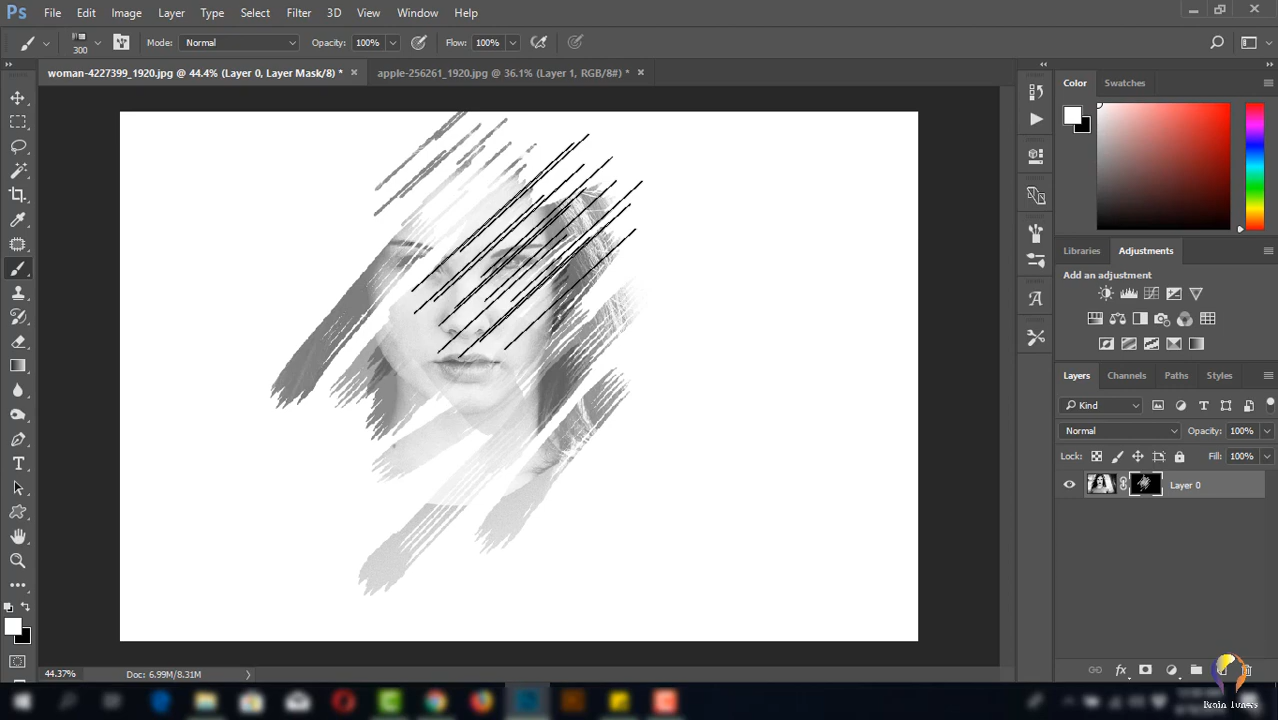 Ps File Edit Image Layer Type Select Filter 3D View Window Help
300 Mode: Normal Opacity: 100% Flow: 100%
woman-4227399_1920.jpg @ 44.4% (Layer 0, Layer Mask/8) * × apple-256261_1920.jpg @ 36.1% (Layer 1, RGB/8#) * ×
Color Swatches
Libraries Adjustments
Add an adjustment
Layers Channels Paths Styles
Kind
Normal Opacity: 100%
Lock: Fill: 100%
Layer 0
44.37% Doc: 6.99M/8.31M